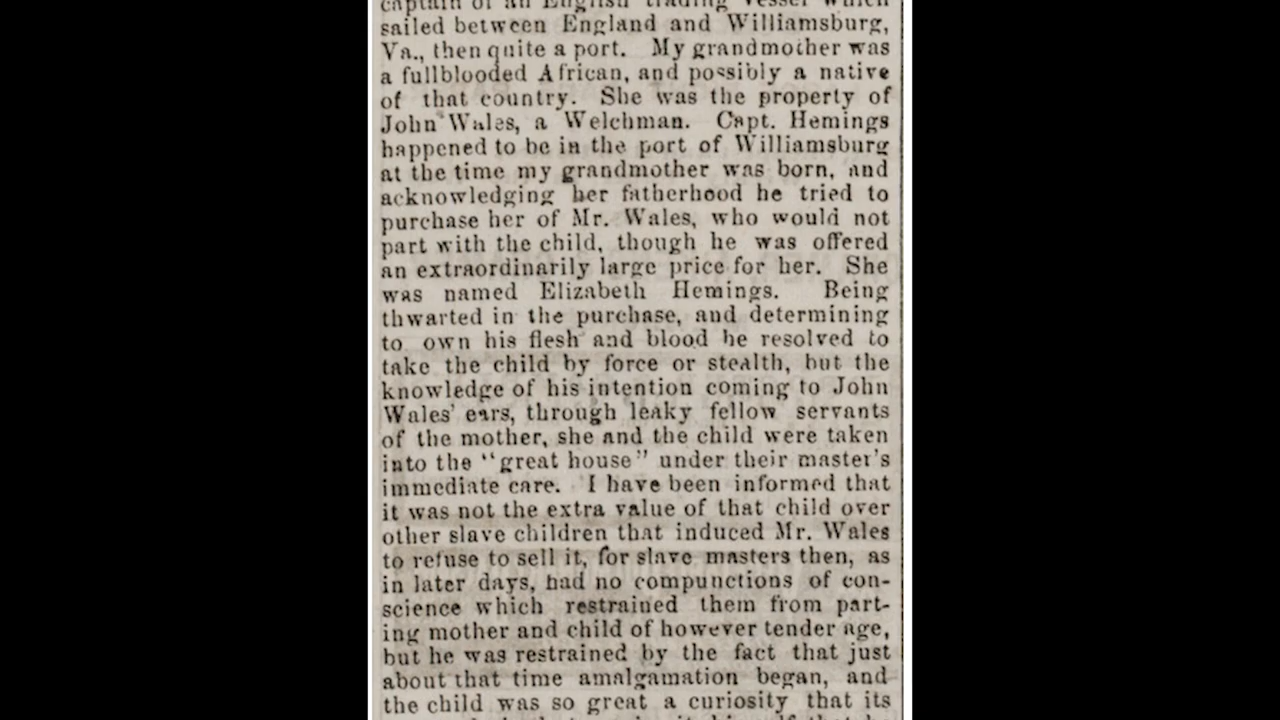 captain of an English trading vessel which
sailed between England and Williamsburg,
Va., then quite a port. My grandmother was
a fullblooded African, and possibly a native
of that country. She was the property of
John Wales, a Welchman. Capt. Hemings
happened to be in the port of Williamsburg
at the time my grandmother was born, and
acknowledging her fatherhood he tried to
purchase her of Mr. Wales, who would not
part with the child, though he was offered
an extraordinarily large price for her. She
was named Elizabeth Hemings. Being
thwarted in the purchase, and determining
to own his flesh and blood he resolved to
take the child by force or stealth, but the
knowledge of his intention coming to John
Wales' ears, through leaky fellow servants
of the mother, she and the child were taken
into the "great house" under their master's
immediate care. I have been informed that
it was not the extra value of that child over
other slave children that induced Mr. Wales
to refuse to sell it, for slave masters then, as
in later days, had no compunctions of con-
science which restrained them from part-
ing mother and child of however tender age,
but he was restrained by the fact that just
about that time amalgamation began, and
the child was so great a curiosity that its